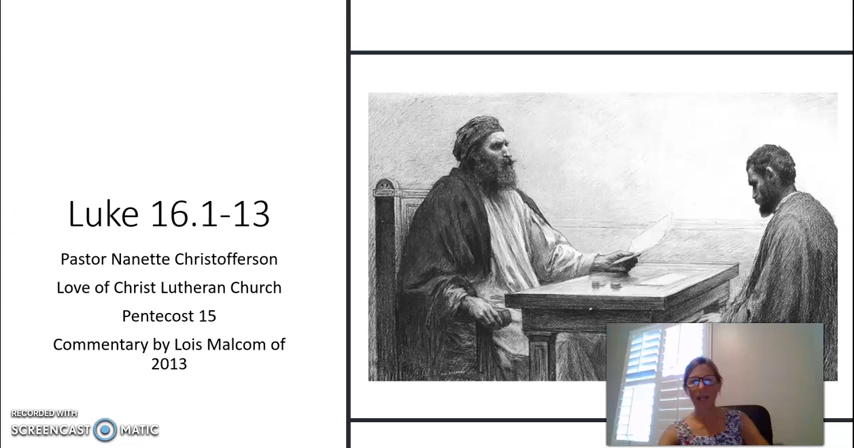 Luke 16.1-13
Pastor Nanette Christofferson
Love of Christ Lutheran Church
Pentecost 15
Commentary by Lois Malcom of
2013
RECORDED WITH
SCREENCAST MATIC